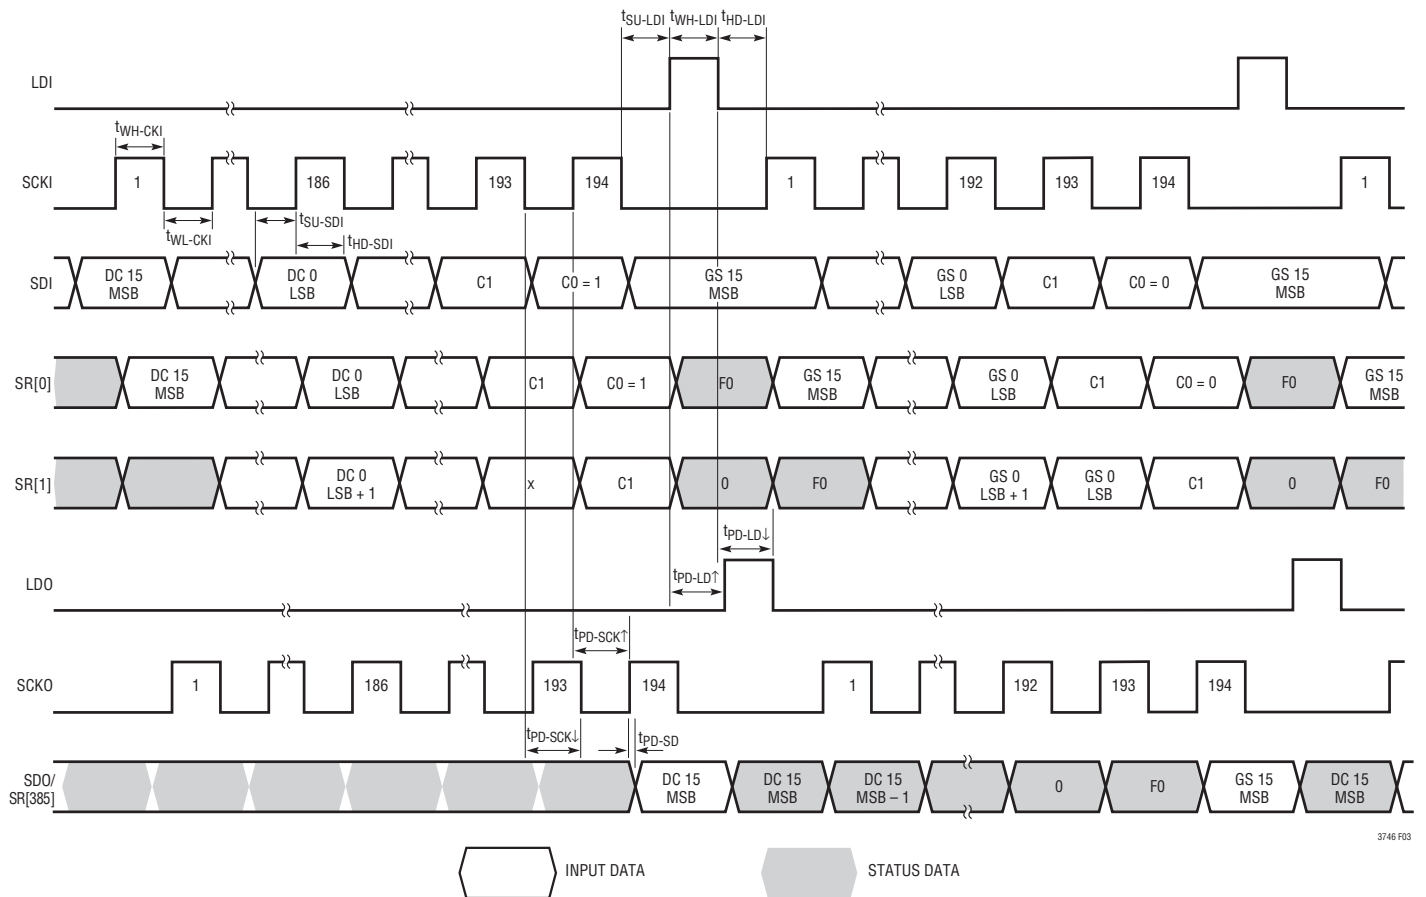 tSU-LDI tWH-LDI tHD-LDI
LDI
tWH-CKI
SCKI 1 186 193 194 1 192 193 194 1
tWL-CKI tSU-SDI tHD-SDI
SDI
DC 15
MSB
DC 0
LSB
C1
C0 = 1
GS 15
MSB
GS 0
LSB
C1
C0 = 0
GS 15
MSB
SR[0]
DC 15
MSB
DC 0
LSB
C1
C0 = 1
F0
GS 15
MSB
GS 0
LSB
C1
C0 = 0
F0
GS 15
MSB
SR[1]
DC 0
LSB + 1
x
C1
0
F0
GS 0
LSB + 1
GS 0
LSB
C1
0
F0
tPD-LD↓
tPD-LD↑
LDO
tPD-SCK↑
SCKO 1 186 193 194 1 192 193 194
tPD-SCK↓ tPD-SD
SDO/
SR[385]
DC 15
MSB
DC 15
MSB
DC 15
MSB – 1
0
F0
GS 15
MSB
DC 15
MSB
3746 F03
INPUT DATA
STATUS DATA